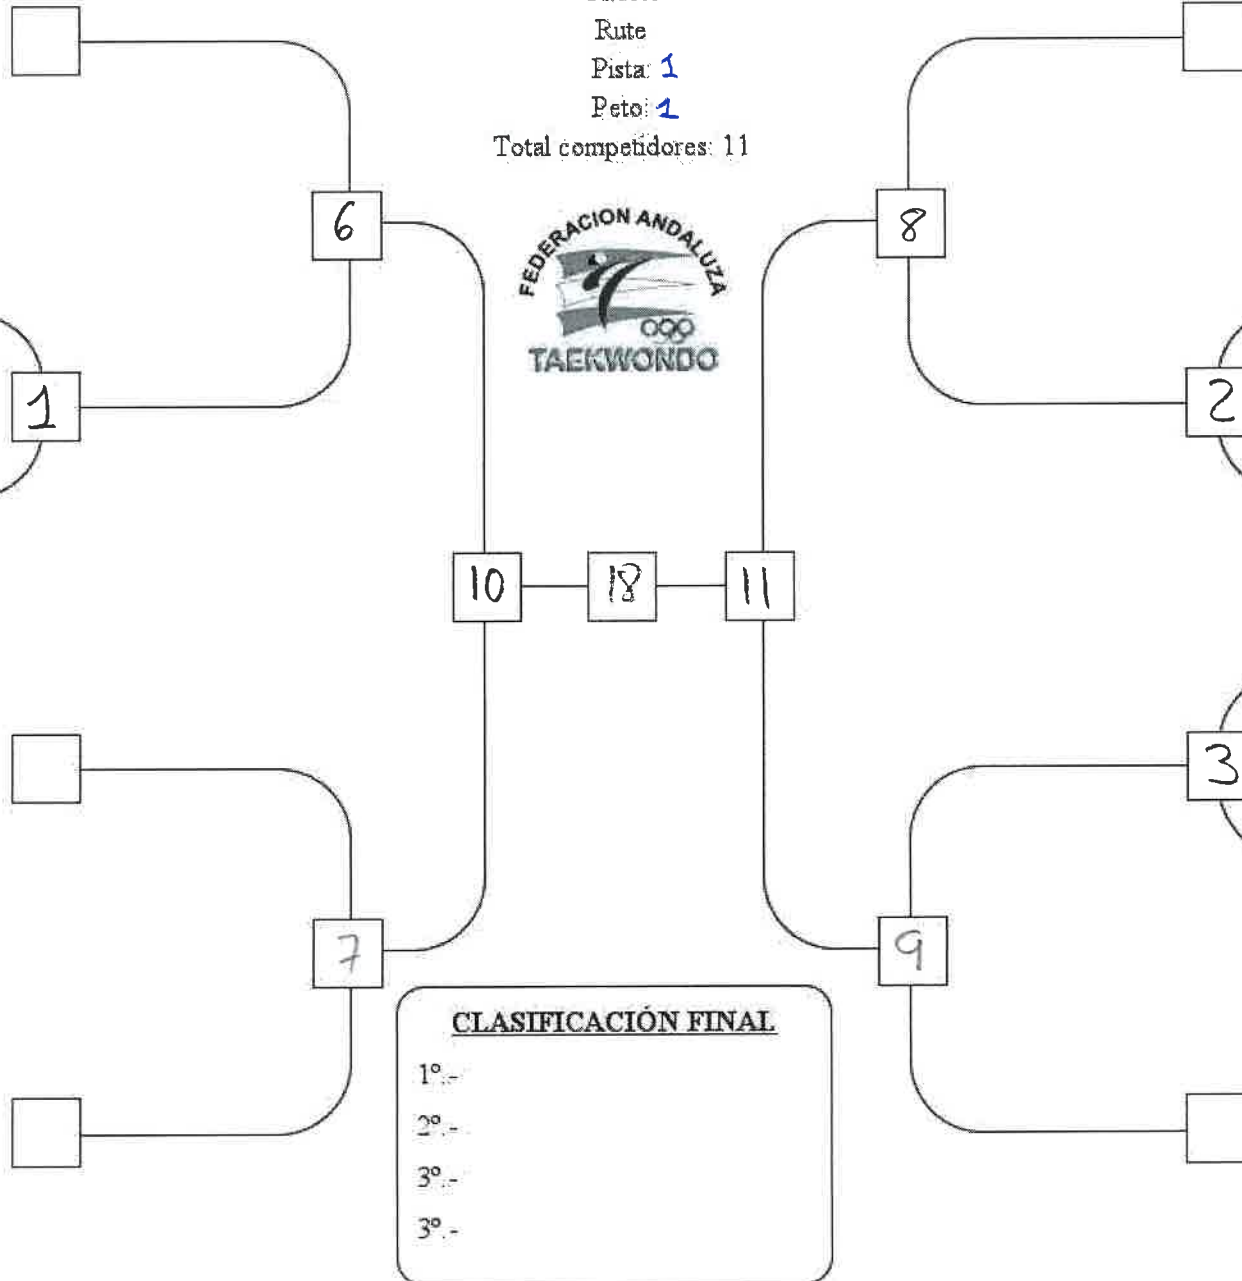 Rute
Pista: 1
Peto: 1
Total competidores: 11
6
8
FEDERACION ANDALUZA
TAEKWONDO
1
2
10
18
11
3
7
9
CLASIFICACIÓN FINAL
1º.-
2º.-
3º.-
3º.-